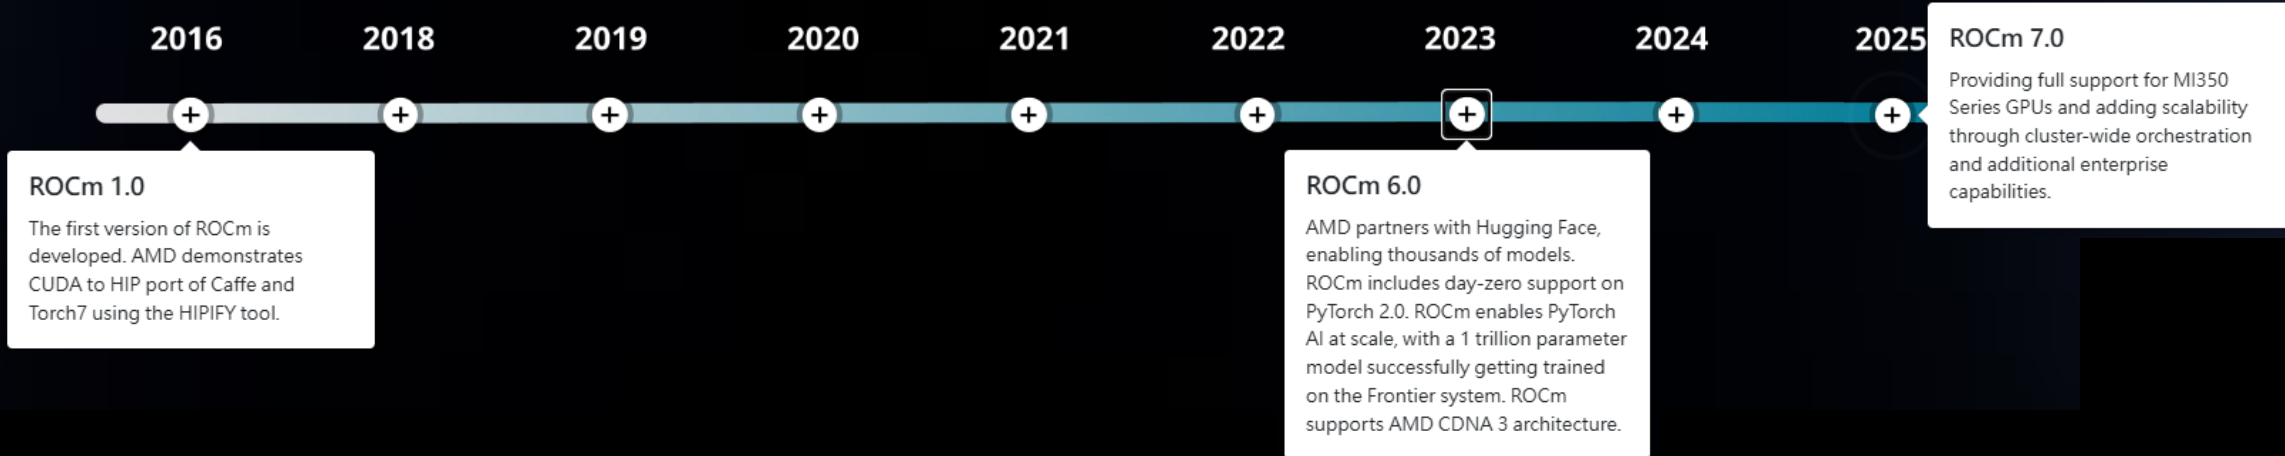 2016 2018 2019 2020 2021 2022 2023 2024 2025
ROCm 1.0
The first version of ROCm is
developed. AMD demonstrates
CUDA to HIP port of Caffe and
Torch7 using the HIPIFY tool.
ROCm 6.0
AMD partners with Hugging Face,
enabling thousands of models.
ROCm includes day-zero support on
PyTorch 2.0. ROCm enables PyTorch
AI at scale, with a 1 trillion parameter
model successfully getting trained
on the Frontier system. ROCm
supports AMD CDNA 3 architecture.
ROCm 7.0
Providing full support for MI350
Series GPUs and adding scalability
through cluster-wide orchestration
and additional enterprise
capabilities.